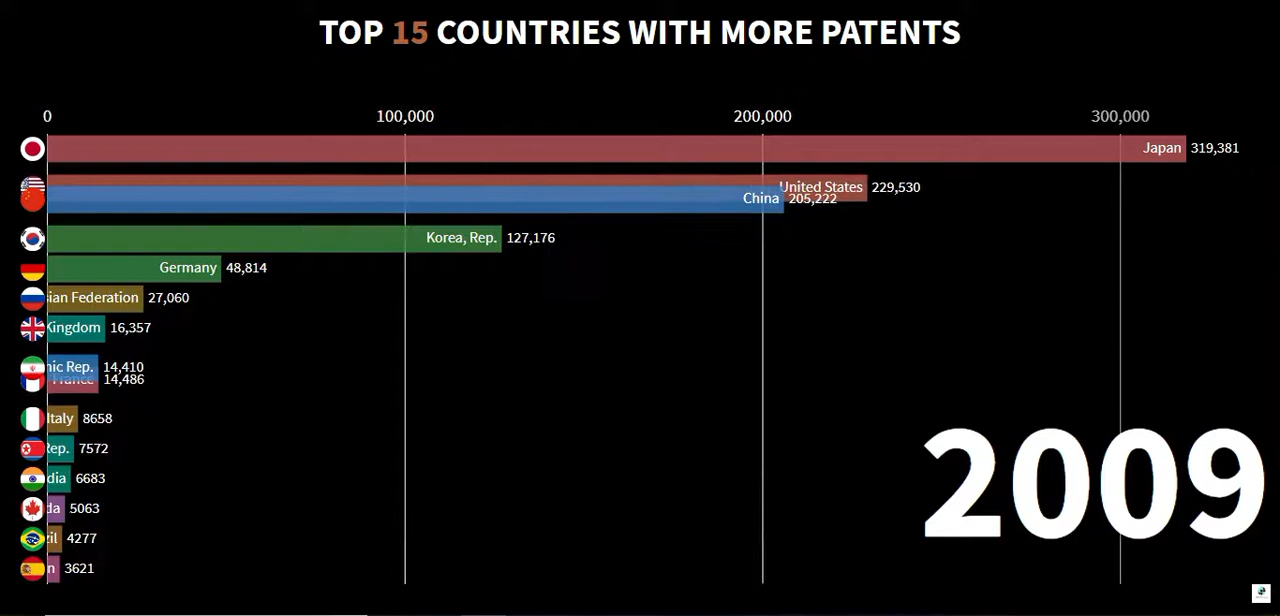 TOP 15 COUNTRIES WITH MORE PATENTS
0 100,000 200,000 300,000
Japan 319,381
United States 229,530
China 205,222
Korea, Rep. 127,176
Germany 48,814
ian Federation 27,060
Kingdom 16,357
nic Rep. 14,410
France 14,486
Italy 8658
Rep. 7572
dia 6683
da 5063
zil 4277
n 3621
2009